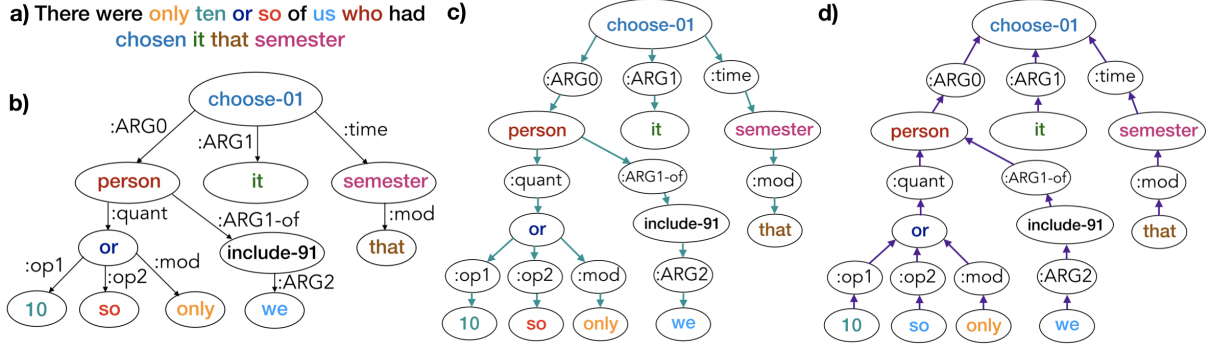 a) There were only ten or so of us who had
chosen it that semester
b)
choose-01
:ARG0
:ARG1
:time
person
it
semester
:quant
:ARG1-of
:mod
or
include-91
that
:op1
:op2
:mod
:ARG2
10
so
only
we
c)
choose-01
:ARG0
:ARG1
:time
person
it
semester
:quant
:ARG1-of
:mod
or
include-91
that
:op1
:op2
:mod
:ARG2
10
so
only
we
d)
choose-01
:ARG0
:ARG1
:time
person
it
semester
:quant
:ARG1-of
:mod
or
include-91
that
:op1
:op2
:mod
:ARG2
10
so
only
we